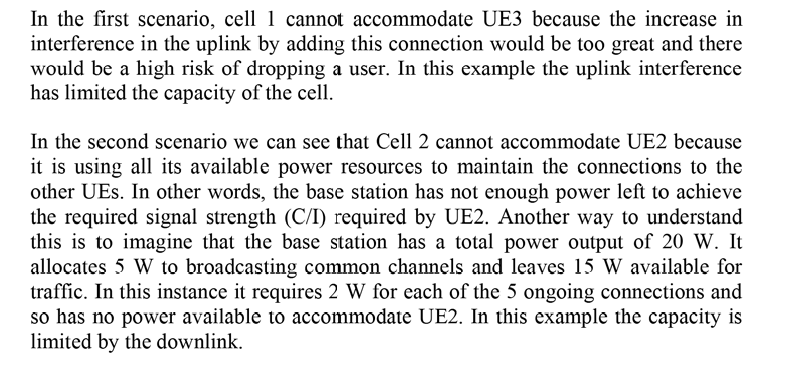 In the first scenario, cell 1 cannot accommodate UE3 because the increase in
interference in the uplink by adding this connection would be too great and there
would be a high risk of dropping a user. In this example the uplink interference
has limited the capacity of the cell.
In the second scenario we can see that Cell 2 cannot accommodate UE2 because
it is using all its available power resources to maintain the connections to the
other UEs. In other words, the base station has not enough power left to achieve
the required signal strength (C/I) required by UE2. Another way to understand
this is to imagine that the base station has a total power output of 20 W. It
allocates 5 W to broadcasting common channels and leaves 15 W available for
traffic. In this instance it requires 2 W for each of the 5 ongoing connections and
so has no power available to accommodate UE2. In this example the capacity is
limited by the downlink.